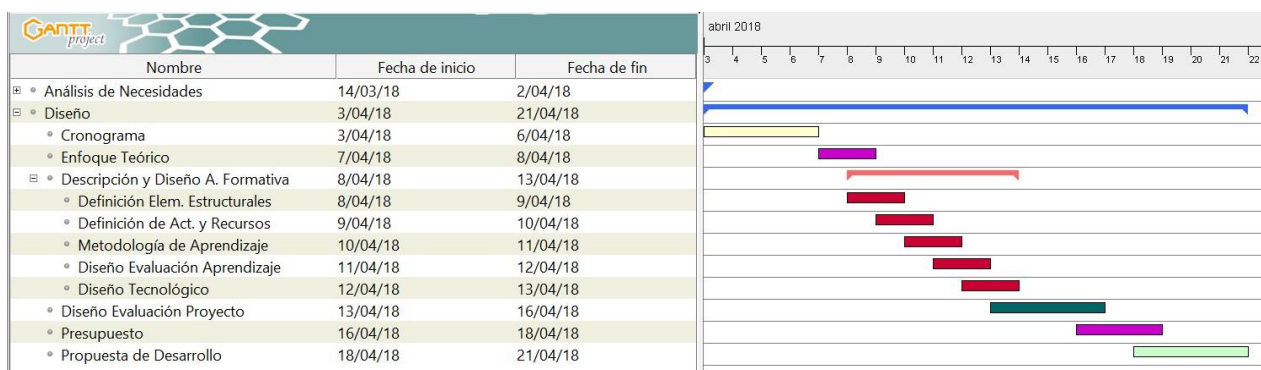 GANTT
project
abril 2018
3 4 5 6 7 8 9 10 11 12 13 14 15 16 17 18 19 20 21 22
Nombre Fecha de inicio Fecha de fin
Análisis de Necesidades 14/03/18 2/04/18
Diseño 3/04/18 21/04/18
Cronograma 3/04/18 6/04/18
Enfoque Teórico 7/04/18 8/04/18
Descripción y Diseño A. Formativa 8/04/18 13/04/18
Definición Elem. Estructurales 8/04/18 9/04/18
Definición de Act. y Recursos 9/04/18 10/04/18
Metodología de Aprendizaje 10/04/18 11/04/18
Diseño Evaluación Aprendizaje 11/04/18 12/04/18
Diseño Tecnológico 12/04/18 13/04/18
Diseño Evaluación Proyecto 13/04/18 16/04/18
Presupuesto 16/04/18 18/04/18
Propuesta de Desarrollo 18/04/18 21/04/18